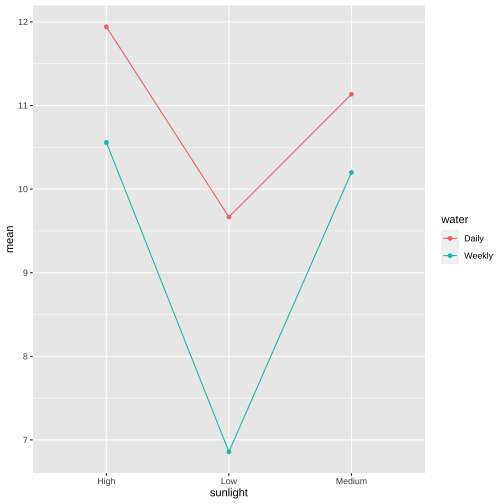 12
11
10
9
8
7
mean
High
Low
Medium
sunlight
water
Daily
Weekly